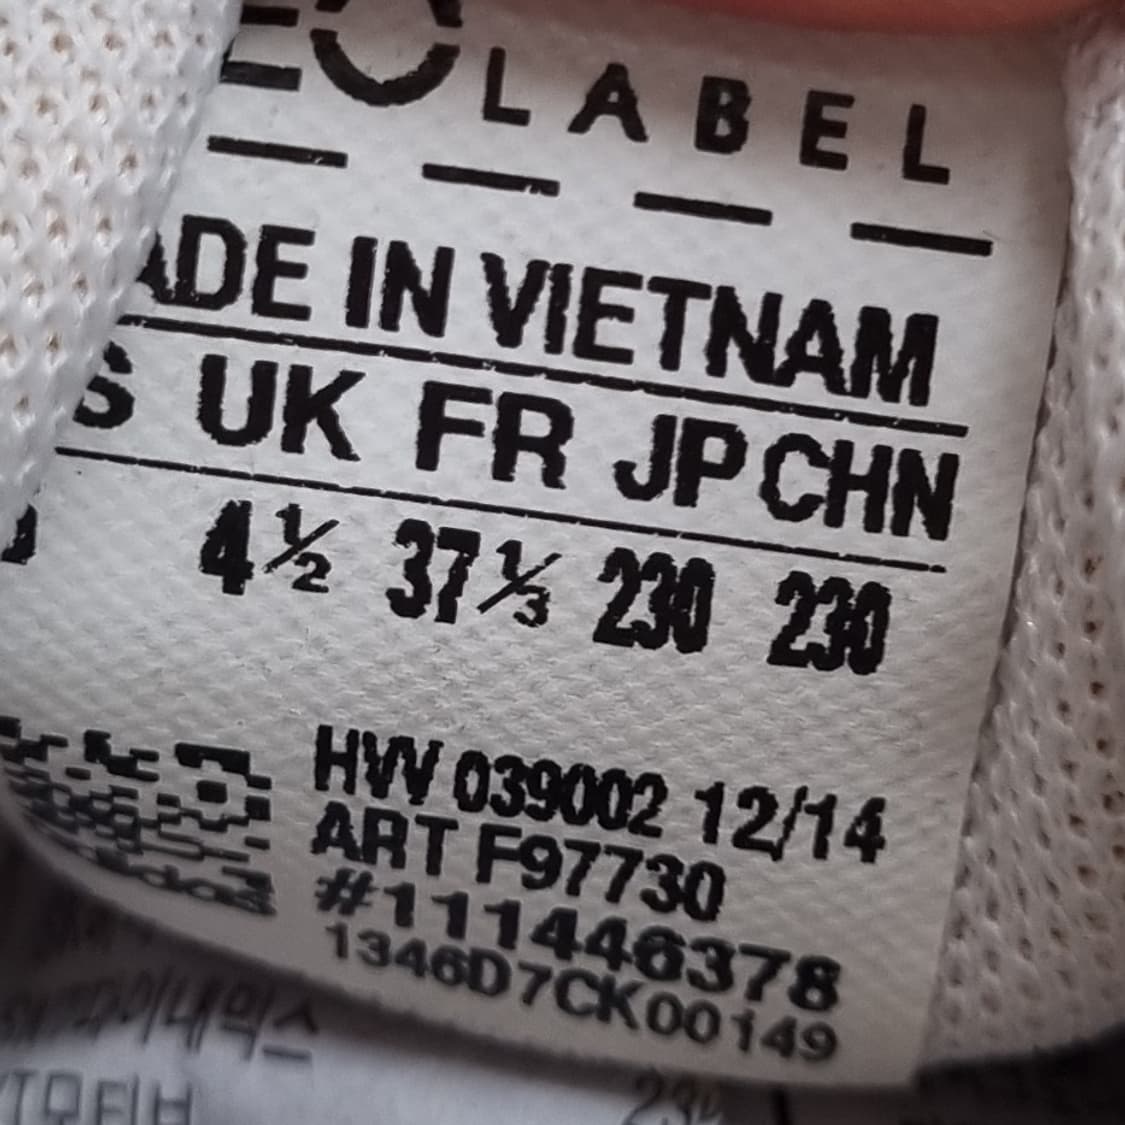 LABEL
ADE IN VIETNAM
S UK FR JP CHN
4½ 37⅓ 230 230
HVV 039002 12/14
ART F97730
#11146378
1346D7CK00149